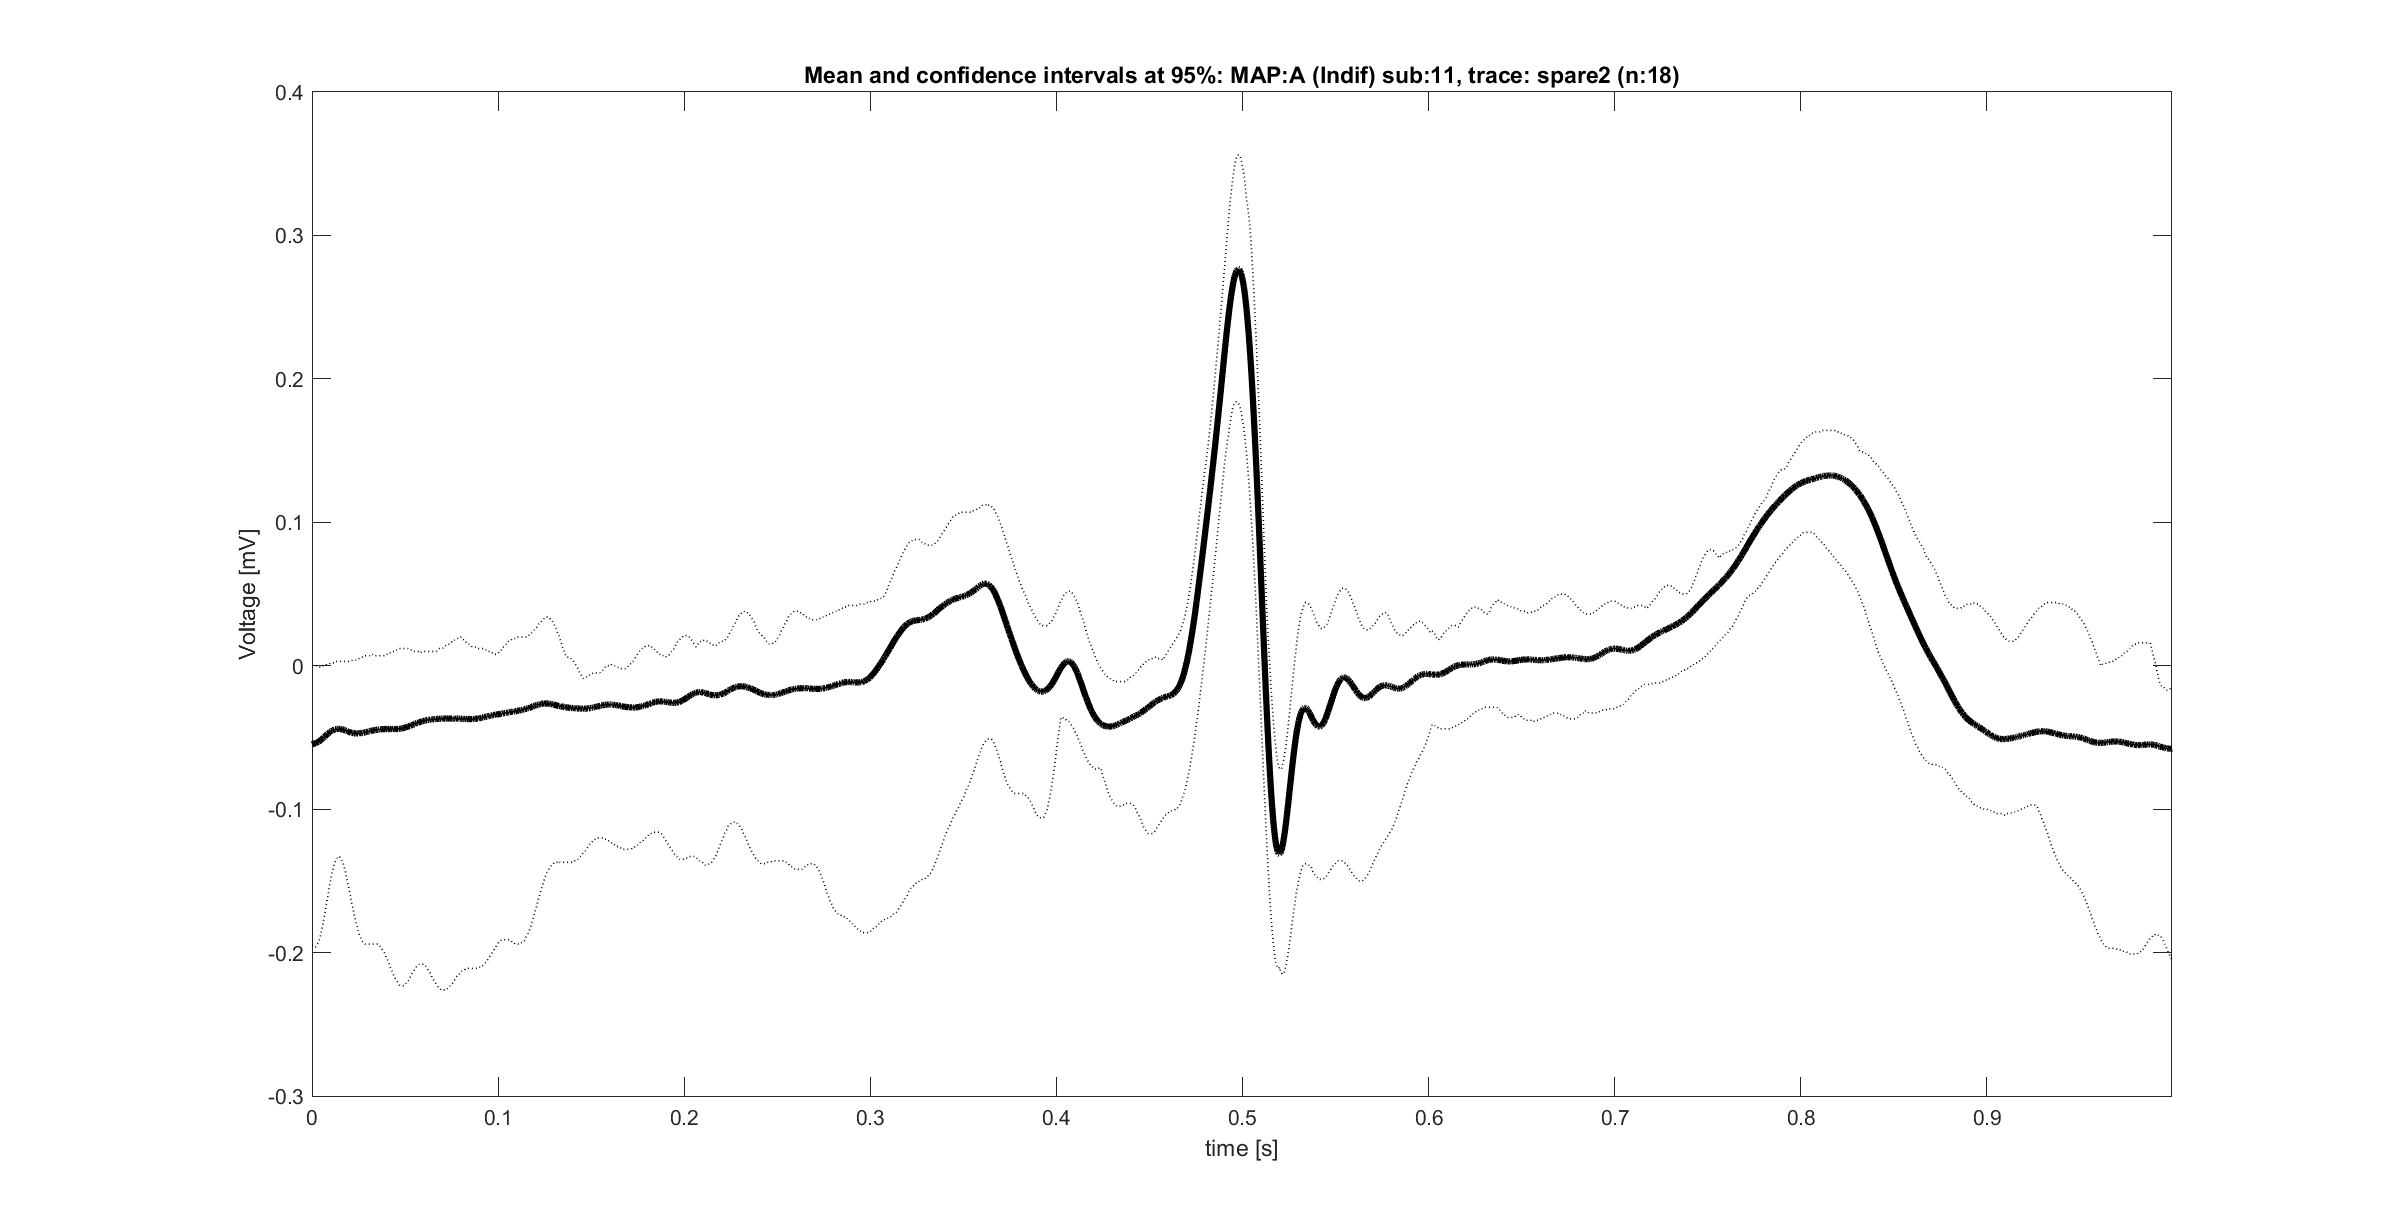 Mean and confidence intervals at 95%: MAP:A (Indif) sub:11, trace: spare2 (n:18)
0.4
0.3
0.2
0.1
0
-0.1
-0.2
-0.3
Voltage [mV]
0 0.1 0.2 0.3 0.4 0.5 0.6 0.7 0.8 0.9
time [s]